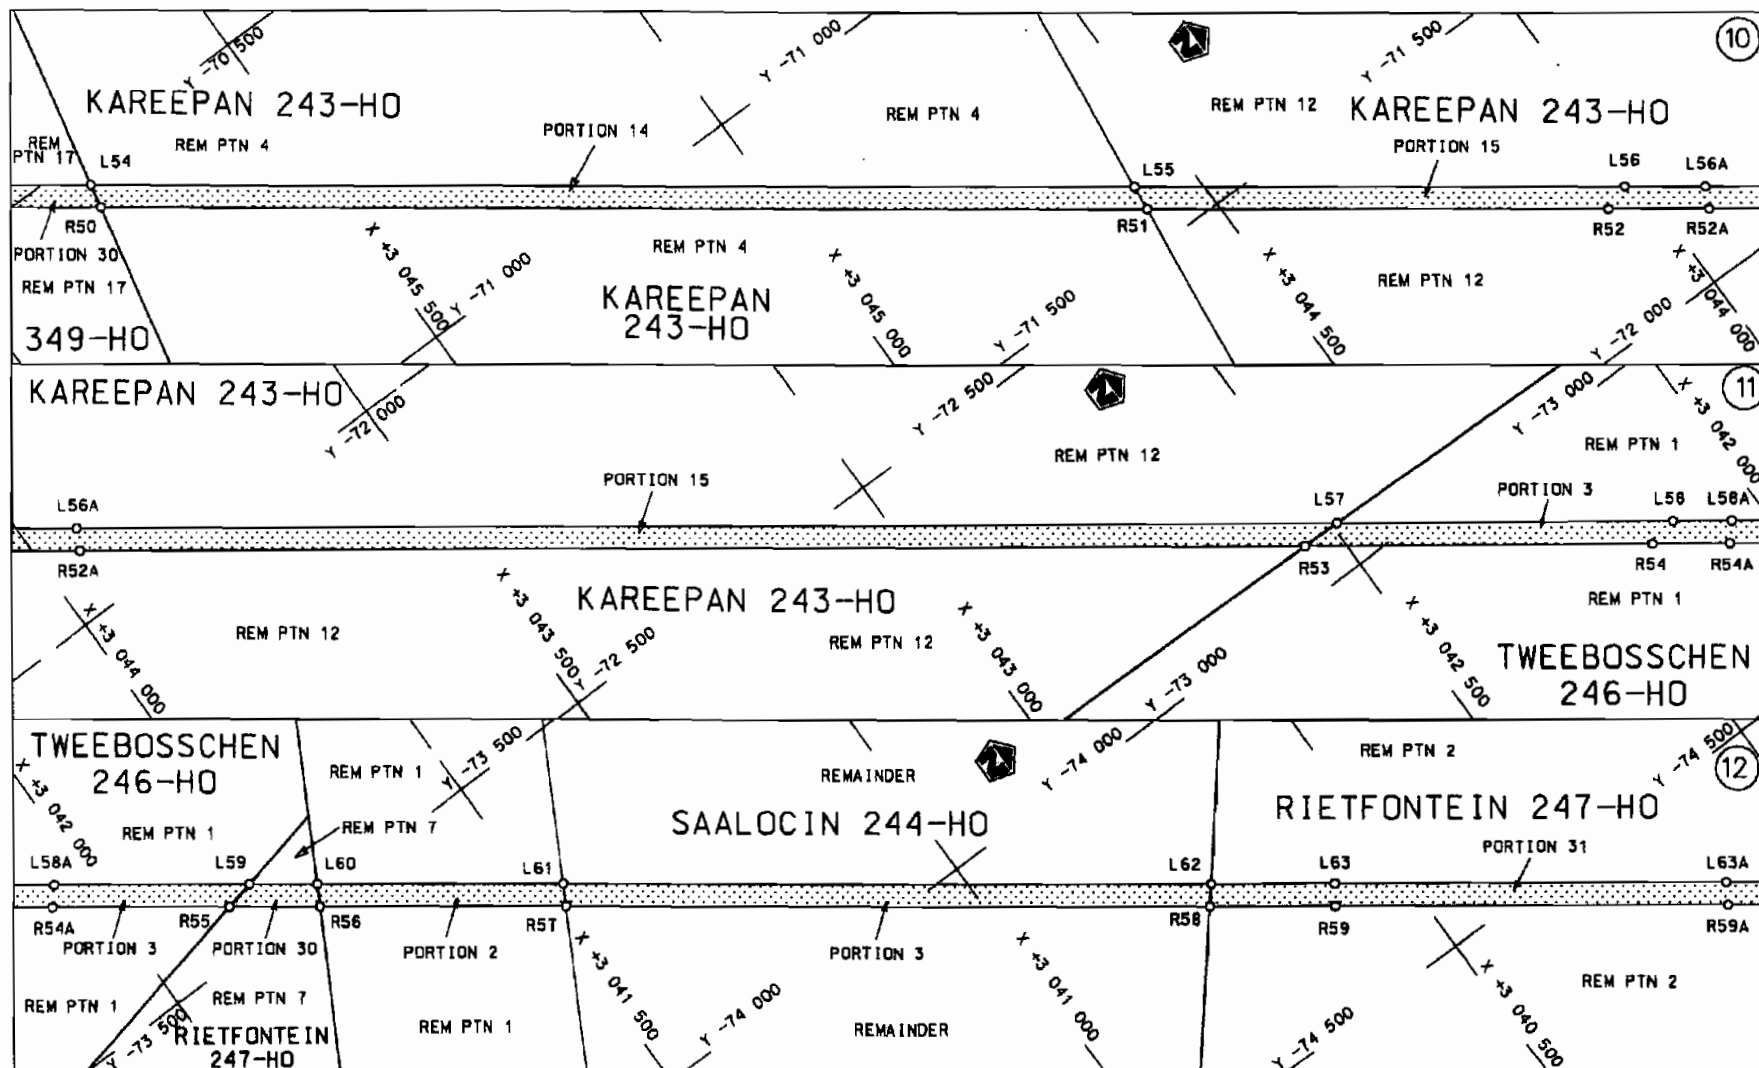 Y -70 500
Y -71 000
Y -71 500
10
KAREEPAN 243-HO
REM PTN 4
REM PTN 12
KAREEPAN 243-HO
PORTION 14
PORTION 15
REM
PTN 17
REM PTN 4
L54
L55
L56
L56A
R50
R51
R52
R52A
PORTION 30
REM PTN 17
349-HO
X +3 045 500
Y -71 000
REM PTN 4
KAREEPAN
243-HO
X +3 045 000
Y -71 500
X +3 044 500
REM PTN 12
Y -72 000
X +3 044 000
KAREEPAN 243-HO
Y -72 000
Y -72 500
Y -73 000
X +3 042 000
11
REM PTN 12
REM PTN 1
PORTION 15
PORTION 3
L56A
L57
L58
L58A
R52A
R53
R54
R54A
X +3 044 000
REM PTN 12
X +3 043 500
Y -72 500
KAREEPAN 243-HO
REM PTN 12
X +3 043 000
Y -73 000
X +3 042 500
REM PTN 1
TWEEBOSSCHEN
246-HO
TWEEBOSSCHEN
246-HO
X +3 042 000
REM PTN 1
REM PTN 1
Y -73 500
REM PTN 7
REMAINDER
SAALOCIN 244-HO
Y -74 000
REM PTN 2
Y -74 500
12
RIETFONTEIN 247-HO
PORTION 31
L58A
L59
L60
L61
L62
L63
L63A
R54A
R55
R56
R57
R58
R59
R59A
PORTION 3
PORTION 30
PORTION 2
PORTION 3
REM PTN 1
REM PTN 7
Y -73 500
RIETFONTEIN
247-HO
REM PTN 1
X +3 041 500
Y -74 000
REMAINDER
X +3 041 000
Y -74 500
X +3 040 500
REM PTN 2